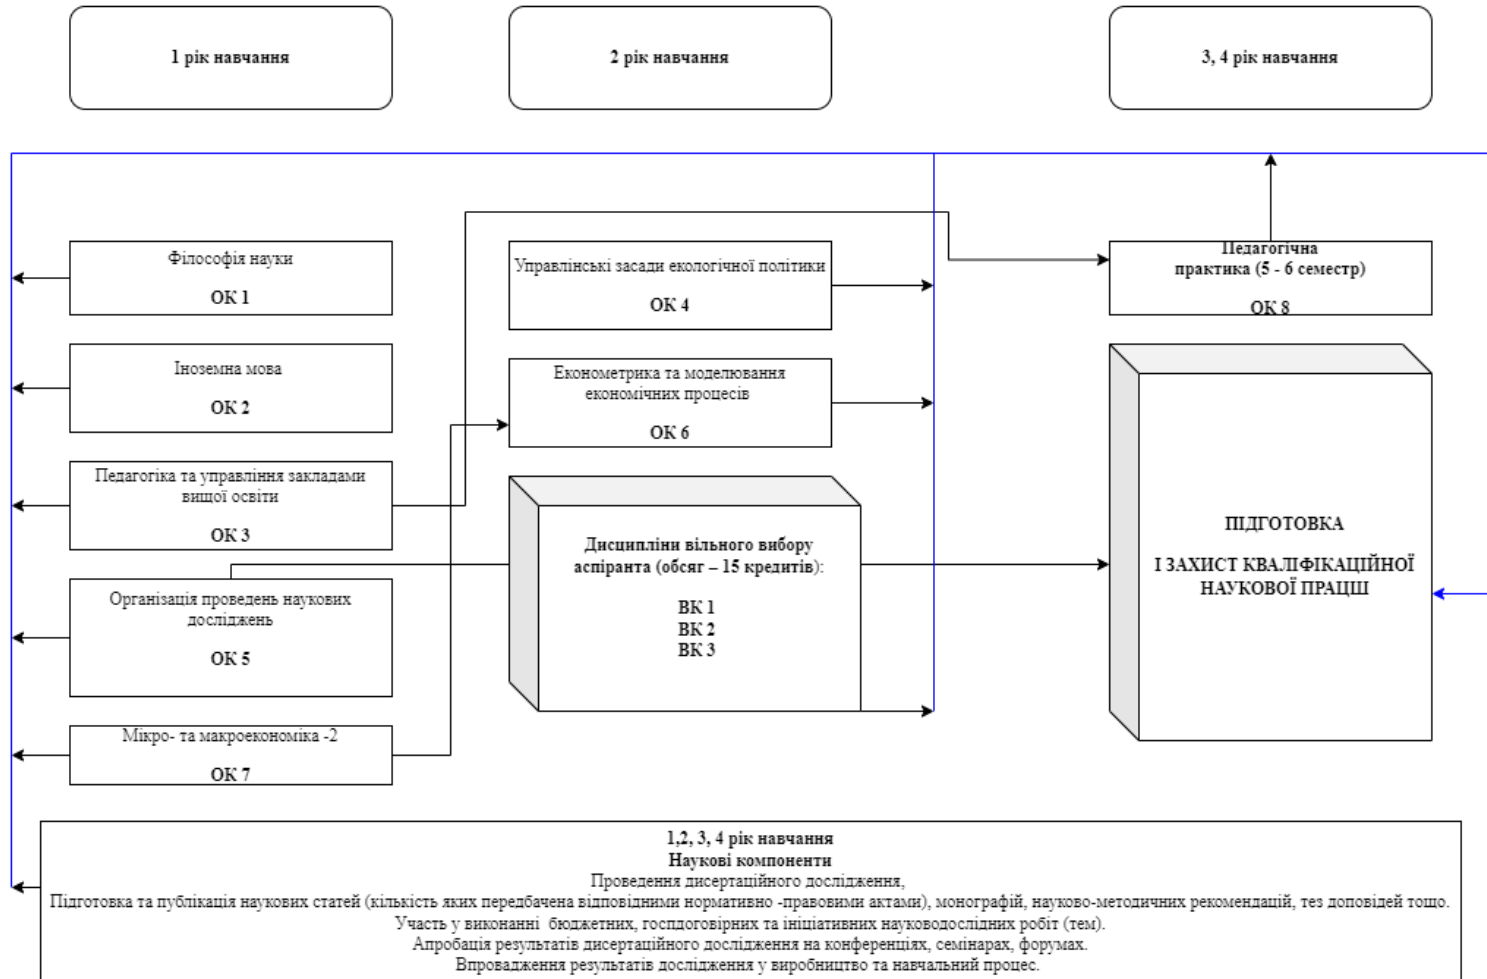 1 рік навчання
2 рік навчання
3, 4 рік навчання
Філософія науки
ОК 1
Іноземна мова
ОК 2
Педагогіка та управління закладами
вищої освіти
ОК 3
Організація проведень наукових
досліджень
ОК 5
Мікро- та макроекономіка -2
ОК 7
Управлінські засади екологічної політики
ОК 4
Економетрика та моделювання
економічних процесів
ОК 6
Дисципліни вільного вибору
аспіранта (обсяг – 15 кредитів):
ВК 1
ВК 2
ВК 3
Педагогічна
практика (5 - 6 семестр)
ОК 8
ПІДГОТОВКА
І ЗАХИСТ КВАЛІФІКАЦІЙНОЇ
НАУКОВОЇ ПРАЦШ
1,2, 3, 4 рік навчання
Наукові компоненти
Проведення дисертаційного дослідження,
Підготовка та публікація наукових статей (кількість яких передбачена відповідними нормативно -правовими актами), монографій, науково-методичних рекомендацій, тез доповідей тощо.
Участь у виконанні бюджетних, госпдоговірних та ініціативних науководослідних робіт (тем).
Апробація результатів дисертаційного дослідження на конференціях, семінарах, форумах.
Впровадження результатів дослідження у виробництво та навчальний процес.